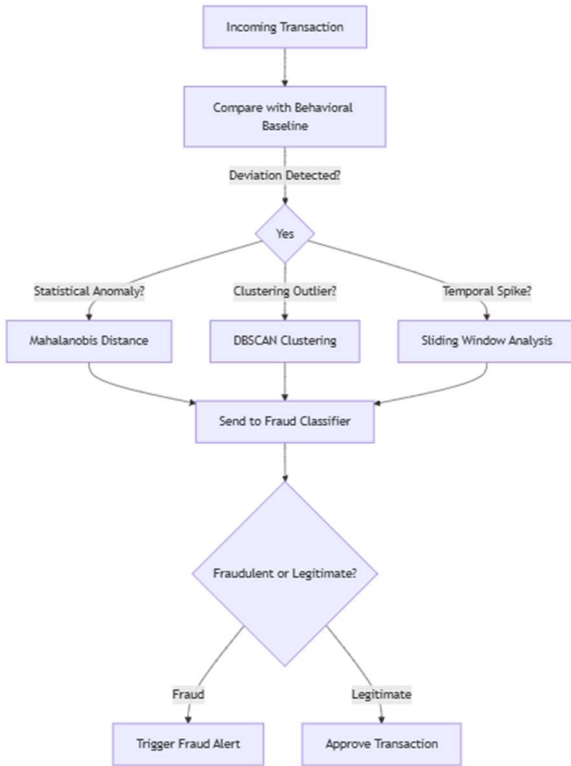 Incoming Transaction
Compare with Behavioral
Baseline
Deviation Detected?
Yes
Statistical Anomaly?
Clustering Outlier?
Temporal Spike?
Mahalanobis Distance
DBSCAN Clustering
Sliding Window Analysis
Send to Fraud Classifier
Fraudulent or Legitimate?
Fraud
Legitimate
Trigger Fraud Alert
Approve Transaction